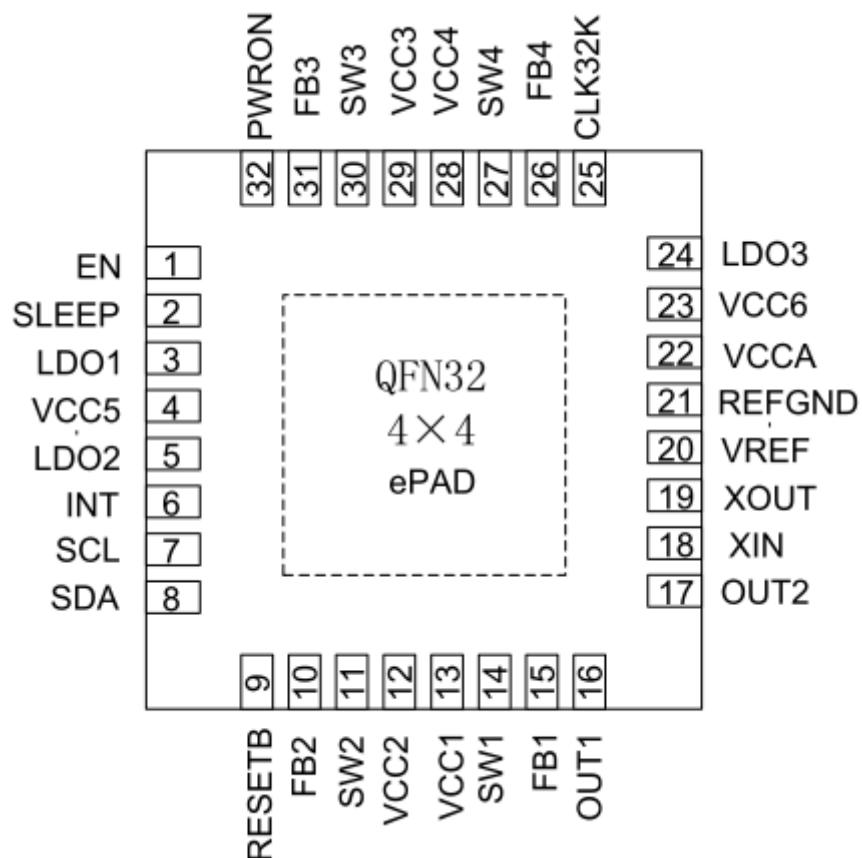 PWRON FB3 SW3 VCC3 VCC4 SW4 FB4 CLK32K
32 31 30 29 28 27 26 25
EN 1
SLEEP 2
LDO1 3
VCC5 4
LDO2 5
INT 6
SCL 7
SDA 8
QFN32
4×4
ePAD
24 LDO3
23 VCC6
22 VCCA
21 REFGND
20 VREF
19 XOUT
18 XIN
17 OUT2
9 10 11 12 13 14 15 16
RESETB FB2 SW2 VCC2 VCC1 SW1 FB1 OUT1